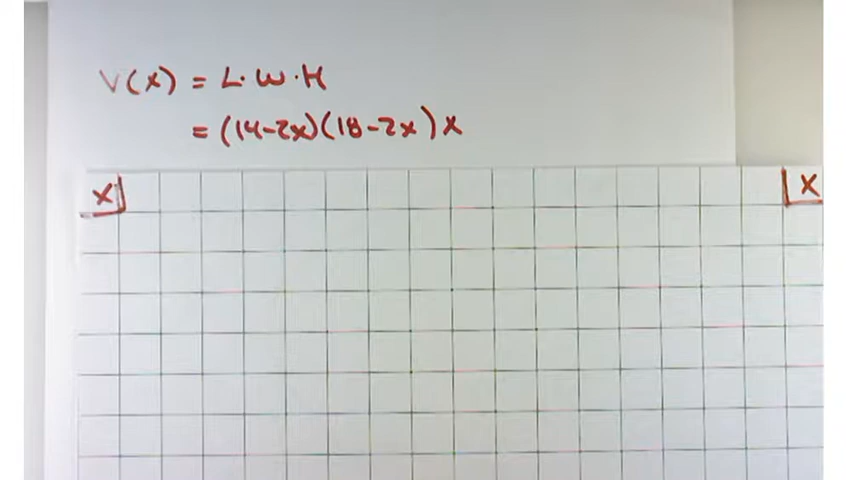 V(x) = L·W·H
= (14-2x)(18-2x)x
x
x